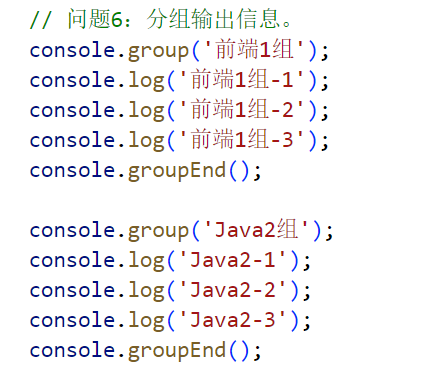 // 问题6：分组输出信息。
console.group('前端1组');
console.log('前端1组-1');
console.log('前端1组-2');
console.log('前端1组-3');
console.groupEnd();
console.group('Java2组');
console.log('Java2-1');
console.log('Java2-2');
console.log('Java2-3');
console.groupEnd();